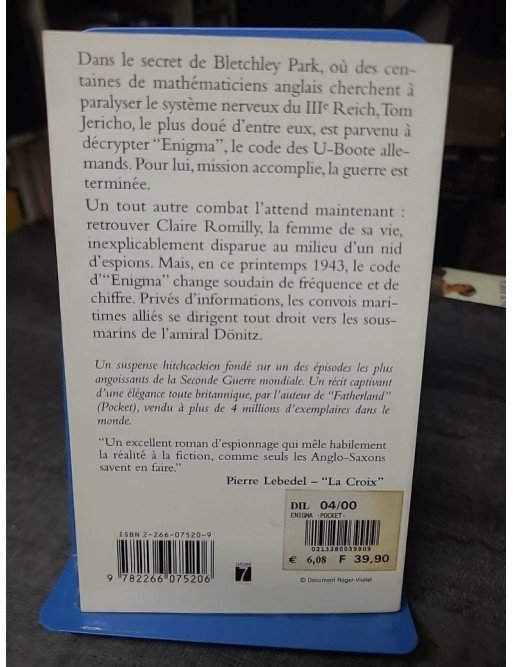 Dans le secret de Bletchley Park, où des cen-
taines de mathématiciens anglais cherchent à
paralyser le système nerveux du IIIe Reich, Tom
Jericho, le plus doué d'entre eux, est parvenu à
décrypter "Enigma", le code des U-Boote alle-
mands. Pour lui, mission accomplie, la guerre est
terminée.
Un tout autre combat l'attend maintenant :
retrouver Claire Romilly, la femme de sa vie,
inexplicablement disparue au milieu d'un nid
d'espions. Mais, en ce printemps 1943, le code
d'"Enigma" change soudain de fréquence et de
chiffre. Privés d'informations, les convois mari-
times alliés se dirigent tout droit vers les sous-
marins de l'amiral Dönitz.
Un suspense hitchcockien fondé sur un des épisodes les plus
angoissants de la Seconde Guerre mondiale. Un récit captivant
d'une élégance toute britannique, par l'auteur de "Fatherland"
(Pocket), vendu à plus de 4 millions d'exemplaires dans le
monde.
"Un excellent roman d'espionnage qui mêle habilement
la réalité à la fiction, comme seuls les Anglo-Saxons
savent en faire."
Pierre Lebedel – "La Croix"
DIL 04/00
ENIGMA -POCKET-
0213280059909
€ 6,08 F 39,90
ISBN 2-266-07520-9
9 782266 075206
7
© Document Roger-Viollet